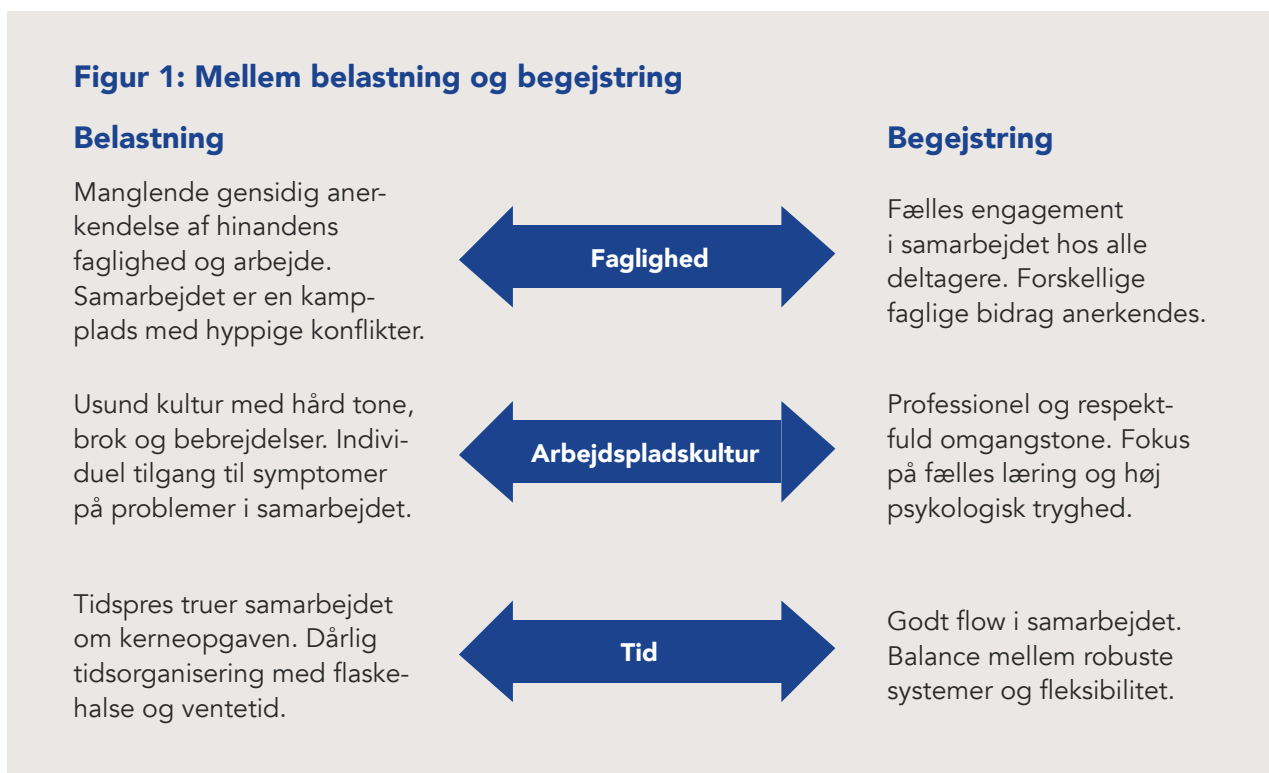 Figur 1: Mellem belastning og begejstring
Belastning
Begejstring
Manglende gensidig aner-
kendelse af hinandens
faglighed og arbejde.
Samarbejdet er en kamp-
plads med hyppige konflikter.
Faglighed
Fælles engagement
i samarbejdet hos alle
deltagere. Forskellige
faglige bidrag anerkendes.
Usund kultur med hård tone,
brok og bebrejdelser. Indivi-
duel tilgang til symptomer
på problemer i samarbejdet.
Arbejdspladskultur
Professionel og respekt-
fuld omgangstone. Fokus
på fælles læring og høj
psykologisk tryghed.
Tidspres truer samarbejdet
om kerneopgaven. Dårlig
tidsorganisering med flaske-
halse og ventetid.
Tid
Godt flow i samarbejdet.
Balance mellem robuste
systemer og fleksibilitet.